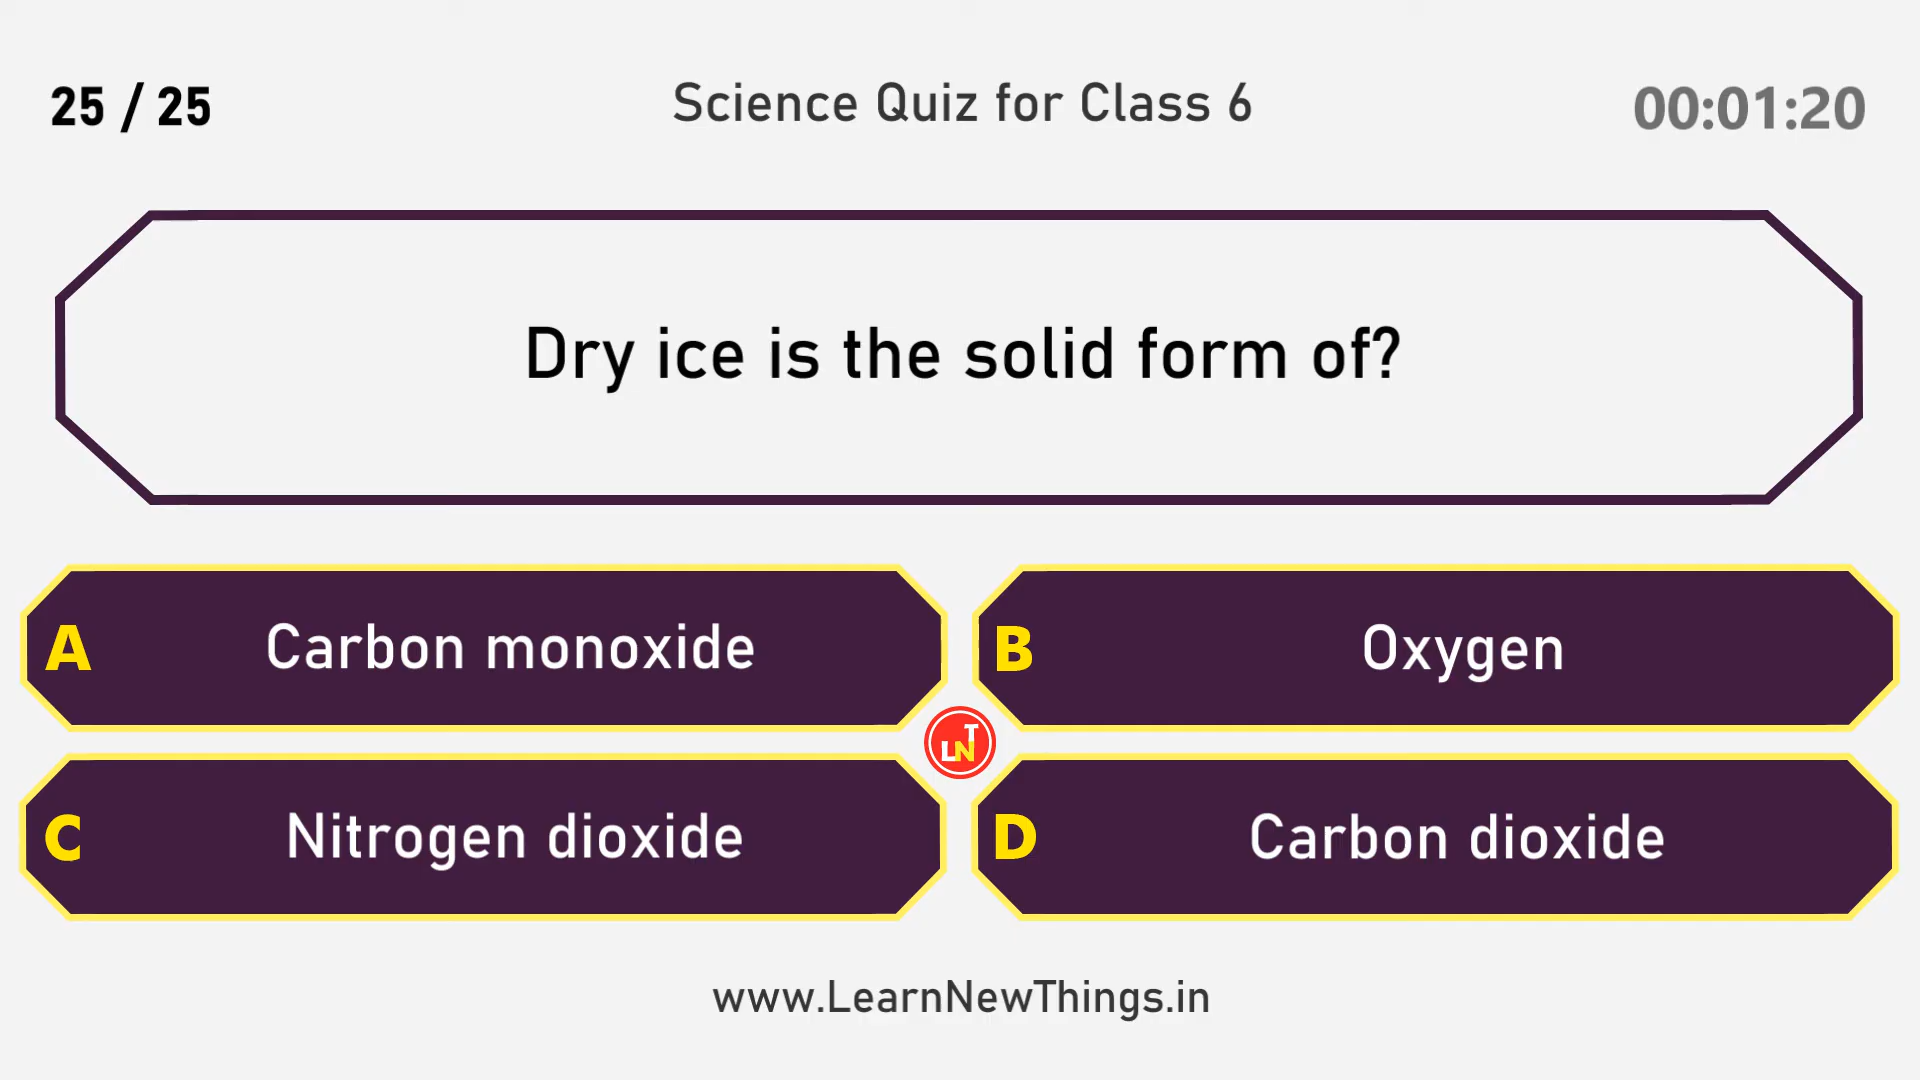 25 / 25
Science Quiz for Class 6
00:01:20
Dry ice is the solid form of?
A Carbon monoxide
B Oxygen
LNT
C Nitrogen dioxide
D Carbon dioxide
www.LearnNewThings.in